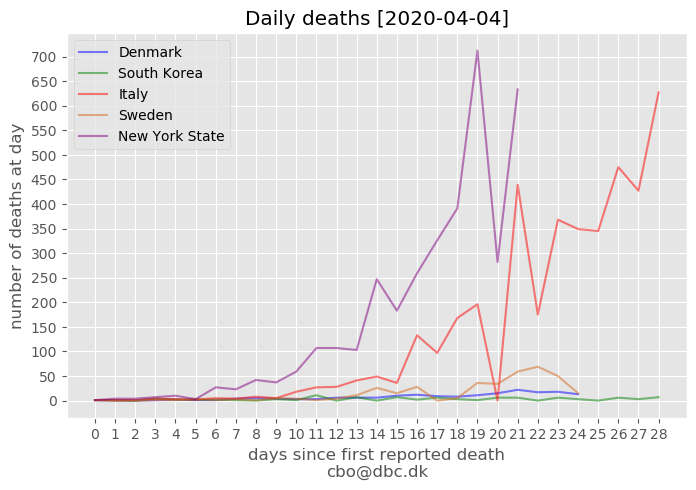 Daily deaths [2020-04-04]
Denmark
South Korea
Italy
Sweden
New York State
number of deaths at day
700
650
600
550
500
450
400
350
300
250
200
150
100
50
0
0 1 2 3 4 5 6 7 8 9 10 11 12 13 14 15 16 17 18 19 20 21 22 23 24 25 26 27 28
days since first reported death
cbo@dbc.dk